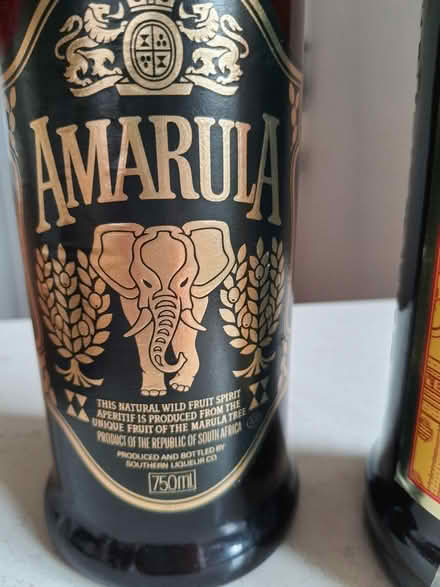 AMARULA
THIS NATURAL WILD FRUIT SPIRIT
APERITIF IS PRODUCED FROM THE
UNIQUE FRUIT OF THE MARULA TREE
PRODUCT OF THE REPUBLIC OF SOUTH AFRICA
PRODUCED AND BOTTLED BY
SOUTHERN LIQUEUR CO.
750ml